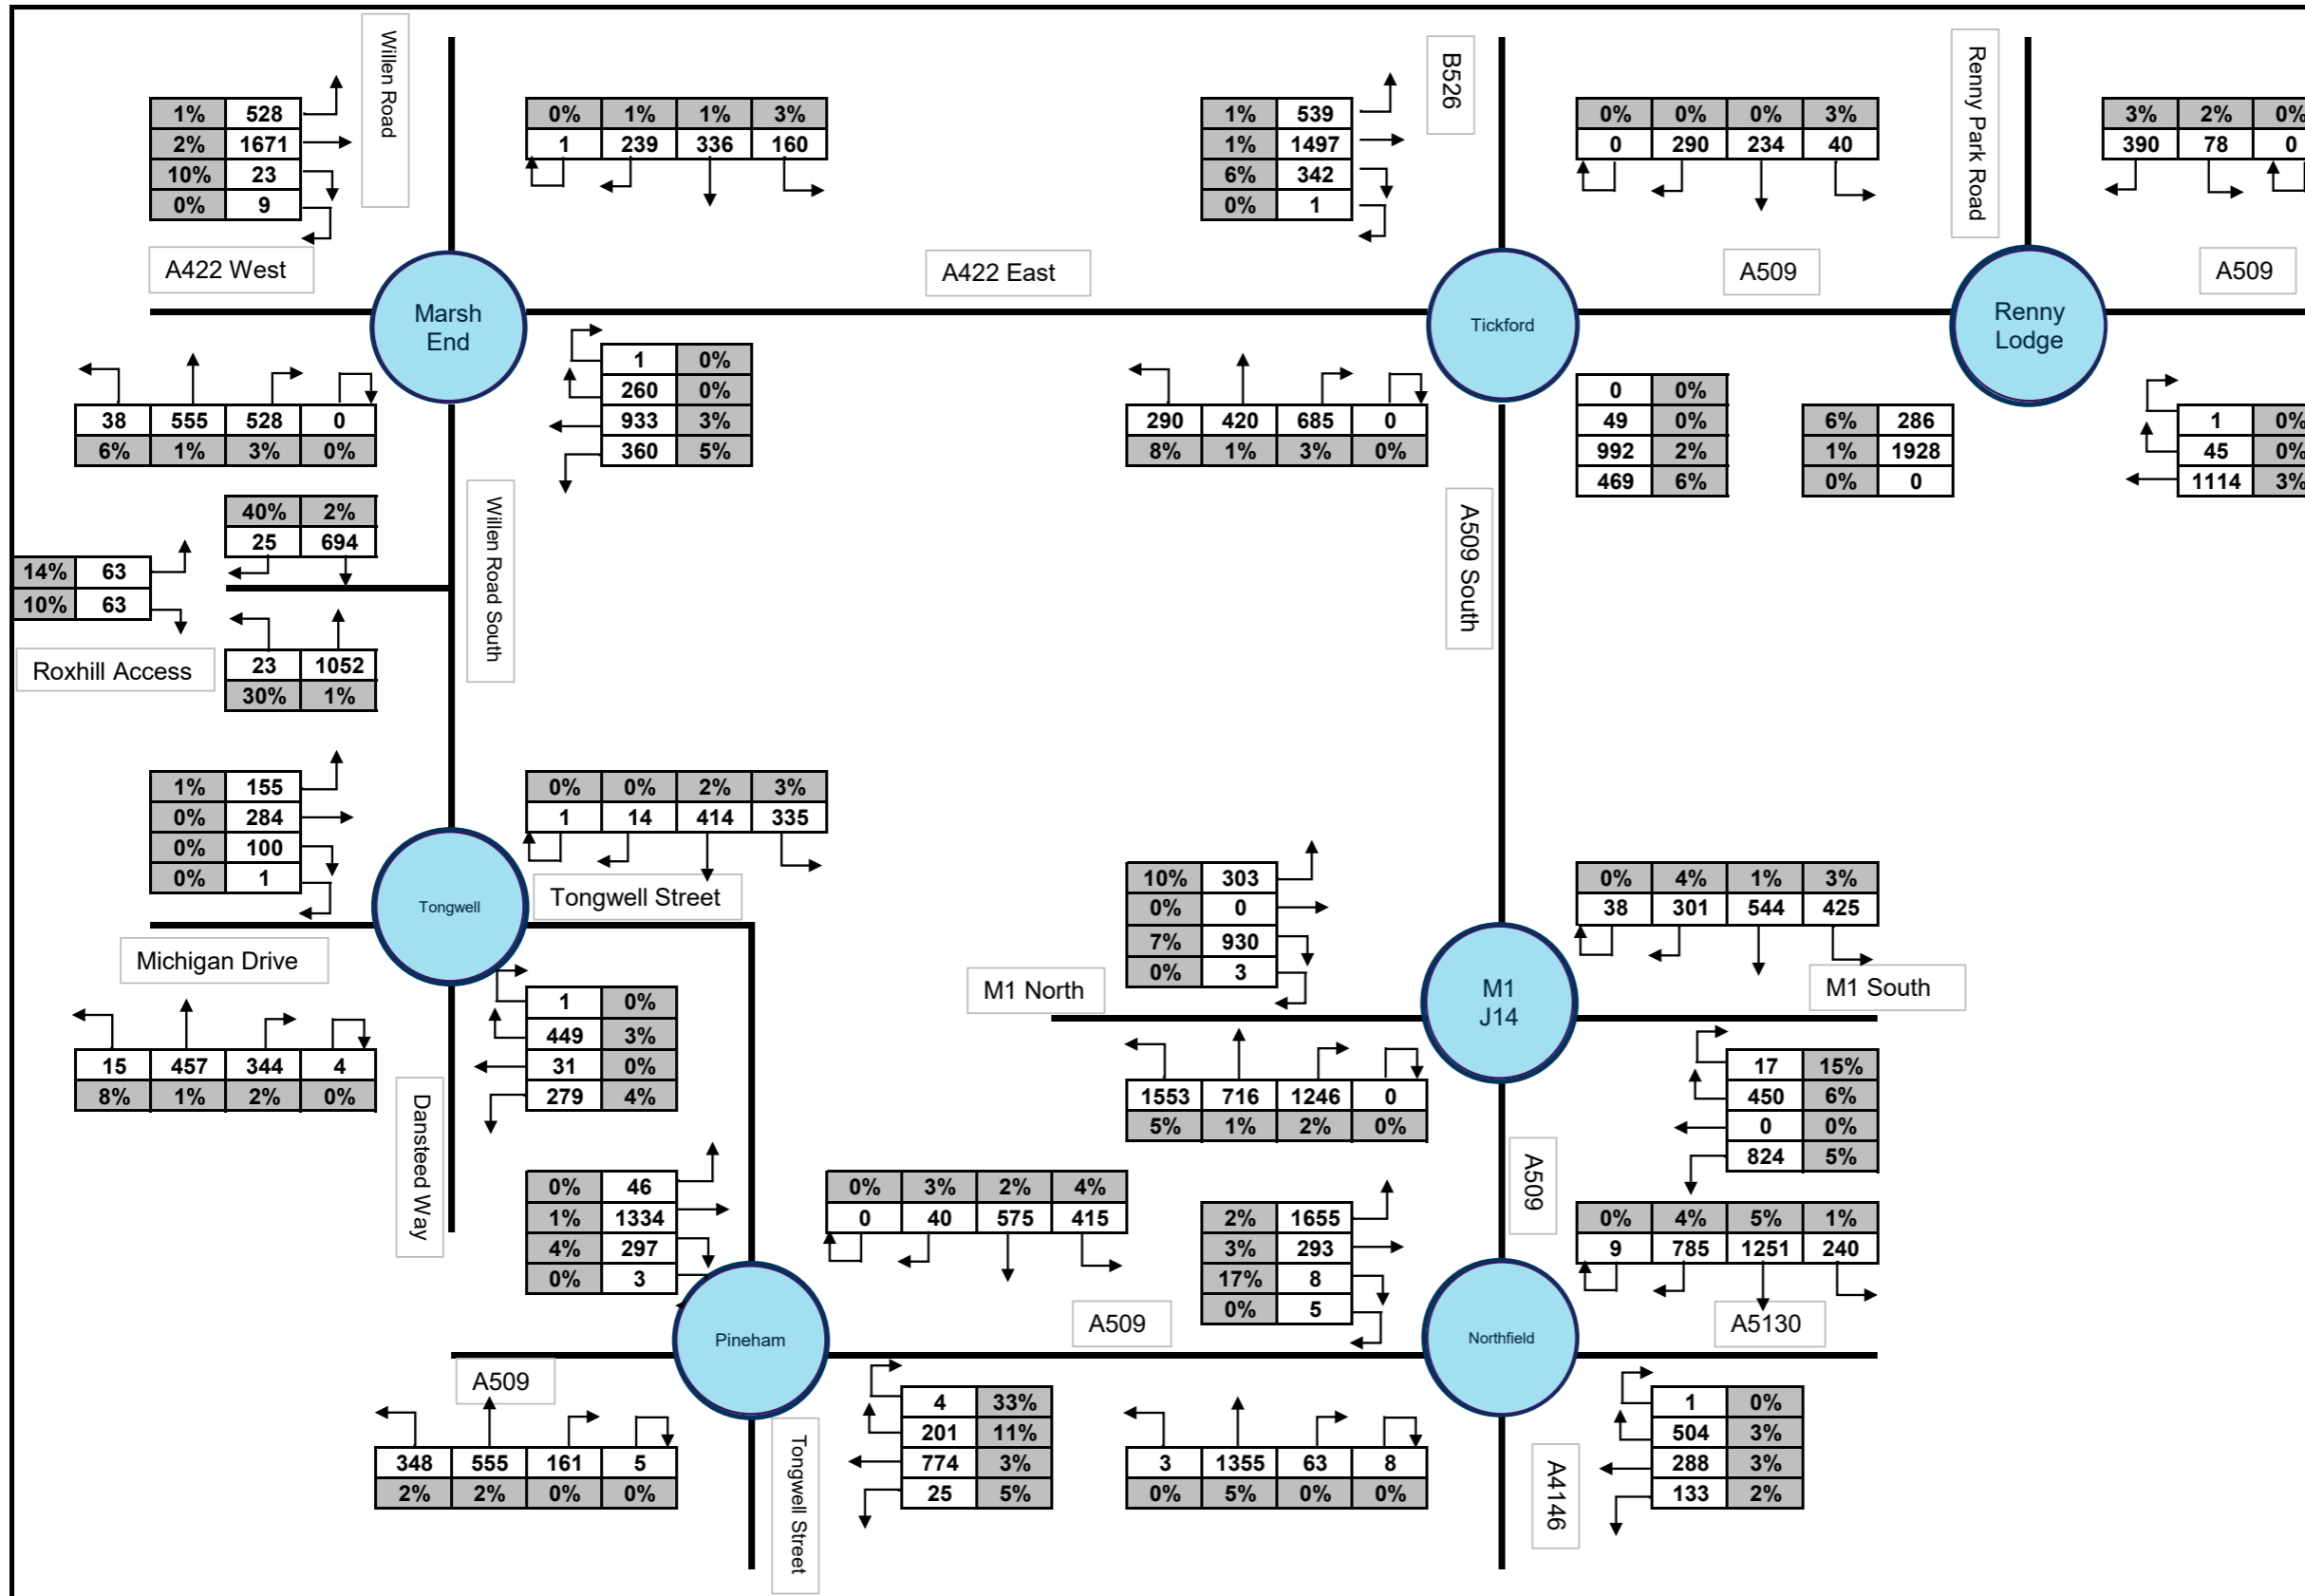 Willen Road
B526
Renny Park Road
1% 528
2% 1671
10% 23
0% 9
0% 1% 1% 3%
1 239 336 160
1% 539
1% 1497
6% 342
0% 1
0% 0% 0% 3%
0 290 234 40
3% 2% 0%
390 78 0
A422 West
A422 East
A509
A509
Marsh
End
Tickford
Renny
Lodge
38 555 528 0
6% 1% 3% 0%
1 0%
260 0%
933 3%
360 5%
290 420 685 0
8% 1% 3% 0%
0 0%
49 0%
992 2%
469 6%
6% 286
1% 1928
0% 0
1 0%
45 0%
1114 3%
40% 2%
25 694
14% 63
10% 63
Willen Road South
A509 South
Roxhill Access
23 1052
30% 1%
1% 155
0% 284
0% 100
0% 1
0% 0% 2% 3%
1 14 414 335
Tongwell
Tongwell Street
Michigan Drive
10% 303
0% 0
7% 930
0% 3
0% 4% 1% 3%
38 301 544 425
M1 North
M1
J14
M1 South
15 457 344 4
8% 1% 2% 0%
1 0%
449 3%
31 0%
279 4%
1553 716 1246 0
5% 1% 2% 0%
17 15%
450 6%
0 0%
824 5%
Dansteed Way
A509
0% 46
1% 1334
4% 297
0% 3
0% 3% 2% 4%
0 40 575 415
2% 1655
3% 293
17% 8
0% 5
0% 4% 5% 1%
9 785 1251 240
Pineham
A509
Northfield
A5130
A509
348 555 161 5
2% 2% 0% 0%
Tongwell Street
4 33%
201 11%
774 3%
25 5%
3 1355 63 8
0% 5% 0% 0%
A4146
1 0%
504 3%
288 3%
133 2%